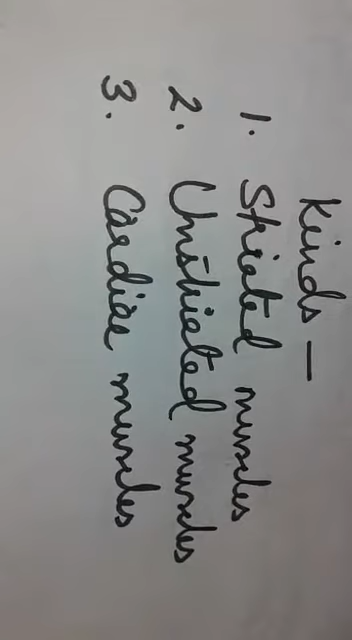 Kinds —
1. Striated muscles
2. Unstriated muscles
3. Cardiac muscles